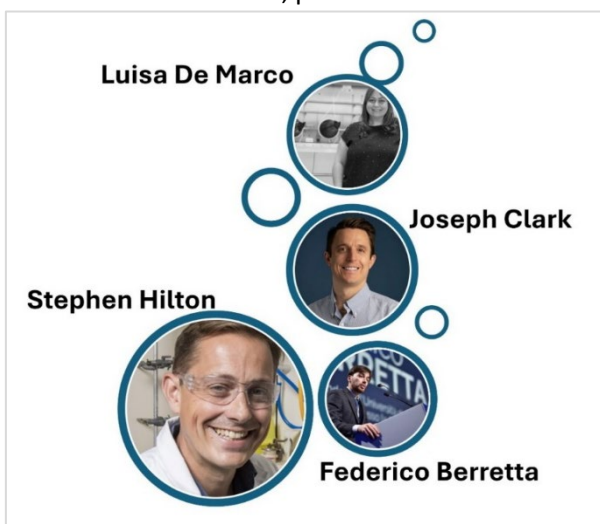 Luisa De Marco
Joseph Clark
Stephen Hilton
Federico Berretta